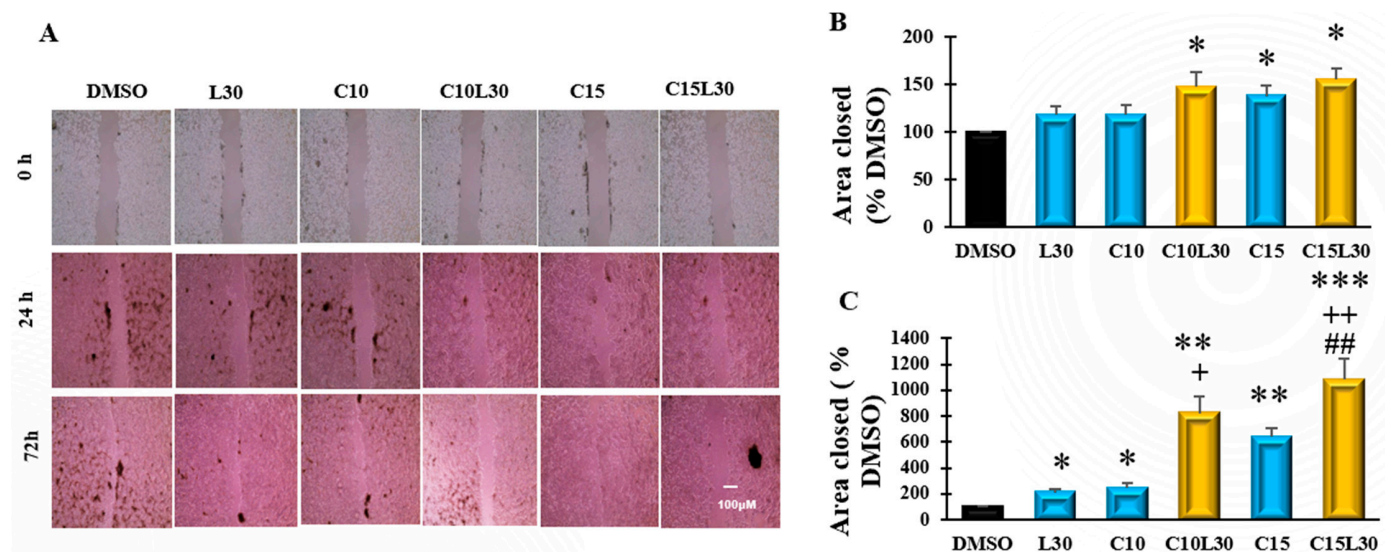 A
DMSO L30 C10 C10L30 C15 C15L30
0 h
24 h
72h
100µM
B
Area closed
(% DMSO)
200
150
100
50
0
* * *
DMSO L30 C10 C10L30 C15 C15L30
C
Area closed ( %
DMSO)
1400
1200
1000
800
600
400
200
0
*
*
**
+
**
***
++
##
DMSO L30 C10 C10L30 C15 C15L30